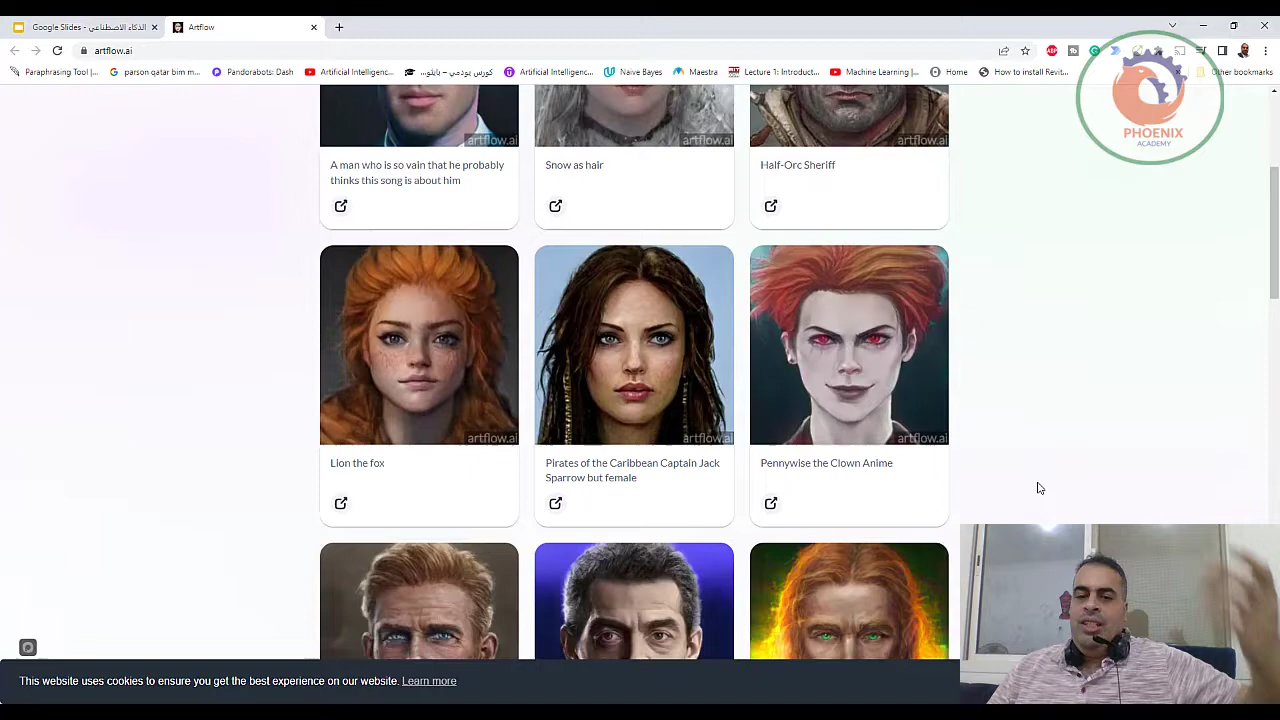 Google Slides - الذكاء الاصطناعي
Artflow
artflow.ai
Paraphrasing Tool |...
parson qatar bim m...
Pandorabots: Dash
Artificial Intelligenc...
كورس يودمي -
Artificial Intelligenc...
Naive Bayes
Maestra
Lecture 1: Introduct...
Machine Learning |...
Home
How to install Revit...
Other bookmarks
PHOENIX
ACADEMY
artflow.ai
artflow.ai
artflow.ai
A man who is so vain that he probably
thinks this song is about him
Snow as hair
Half-Orc Sheriff
artflow.ai
artflow.ai
artflow.ai
Lion the fox
Pirates of the Caribbean Captain Jack
Sparrow but female
Pennywise the Clown Anime
This website uses cookies to ensure you get the best experience on our website. Learn more